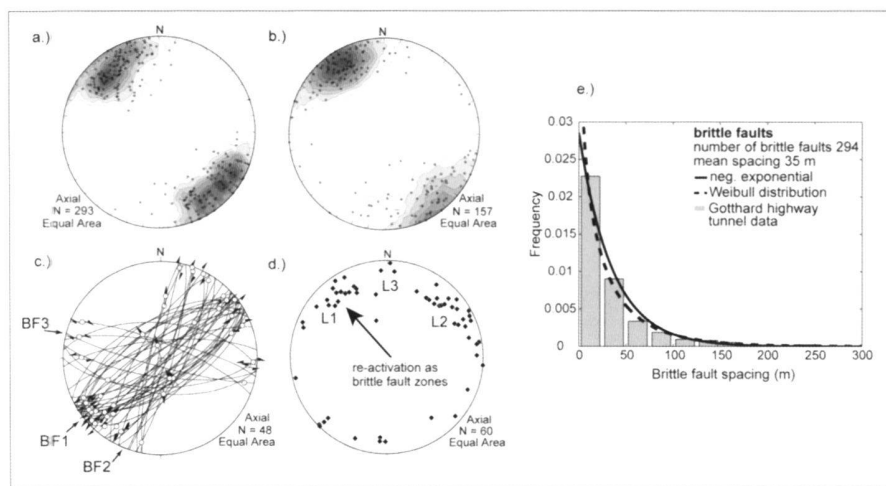 a.)
N
Axial
N = 293
Equal Area
b.)
N
Axial
N = 157
Equal Area
c.)
N
BF3
BF1
BF2
Axial
N = 48
Equal Area
d.)
N
L3
L1
L2
re-activation as
brittle fault zones
Axial
N = 60
Equal Area
e.)
0.03
0.025
0.02
0.015
0.01
0.005
0
Frequency
brittle faults
number of brittle faults 294
mean spacing 35 m
neg. exponential
Weibull distribution
Gotthard highway
tunnel data
0 50 100 150 200 250 300
Brittle fault spacing (m)